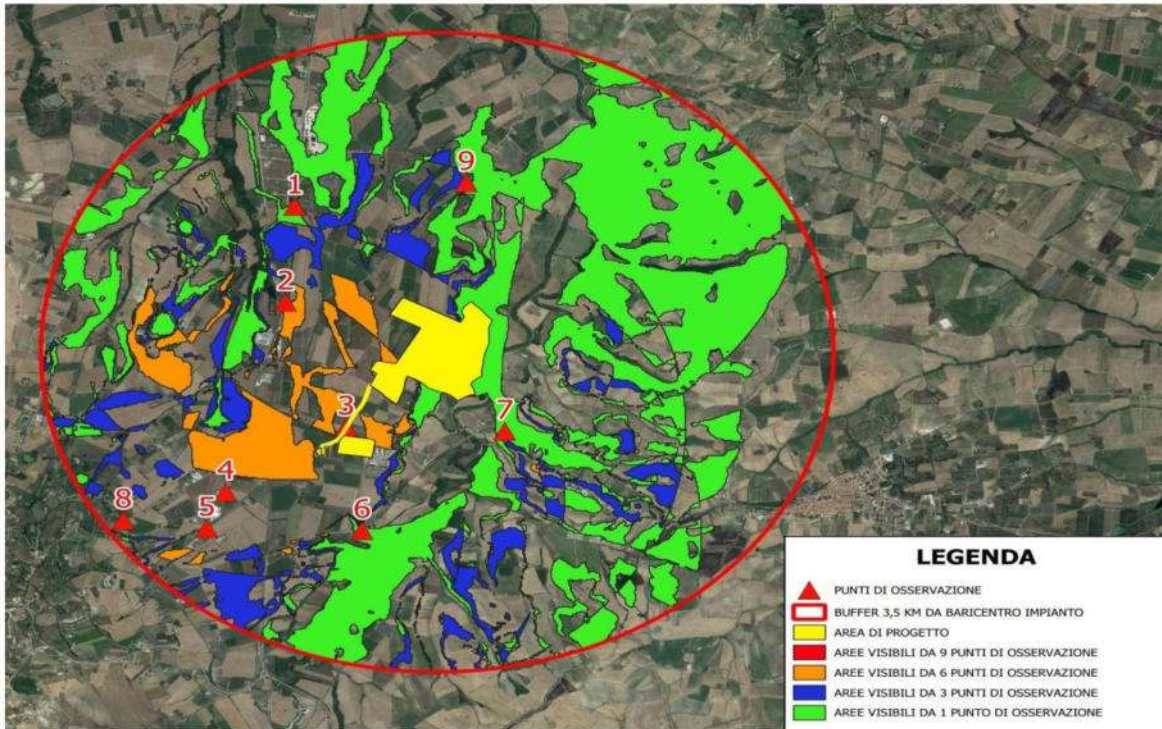 9
1
2
3
7
4
8
5
6
LEGENDA
PUNTI DI OSSERVAZIONE
BUFFER 3,5 KM DA BARICENTRO IMPIANTO
AREA DI PROGETTO
AREE VISIBILI DA 9 PUNTI DI OSSERVAZIONE
AREE VISIBILI DA 6 PUNTI DI OSSERVAZIONE
AREE VISIBILI DA 3 PUNTI DI OSSERVAZIONE
AREE VISIBILI DA 1 PUNTO DI OSSERVAZIONE